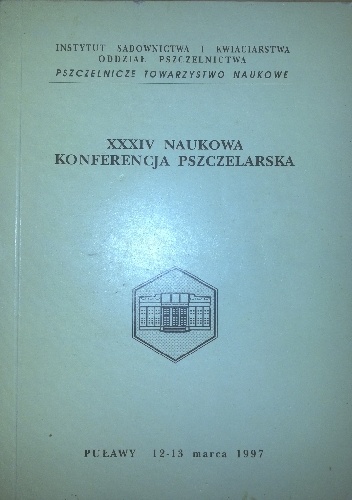 INSTYTUT SADOWNICTWA I KWIACIARSTWA
ODDZIAŁ PSZCZELNICTWA
PSZCZELNICZE TOWARZYSTWO NAUKOWE
XXXIV NAUKOWA
KONFERENCJA PSZCZELARSKA
PUŁAWY 12-13 marca 1997